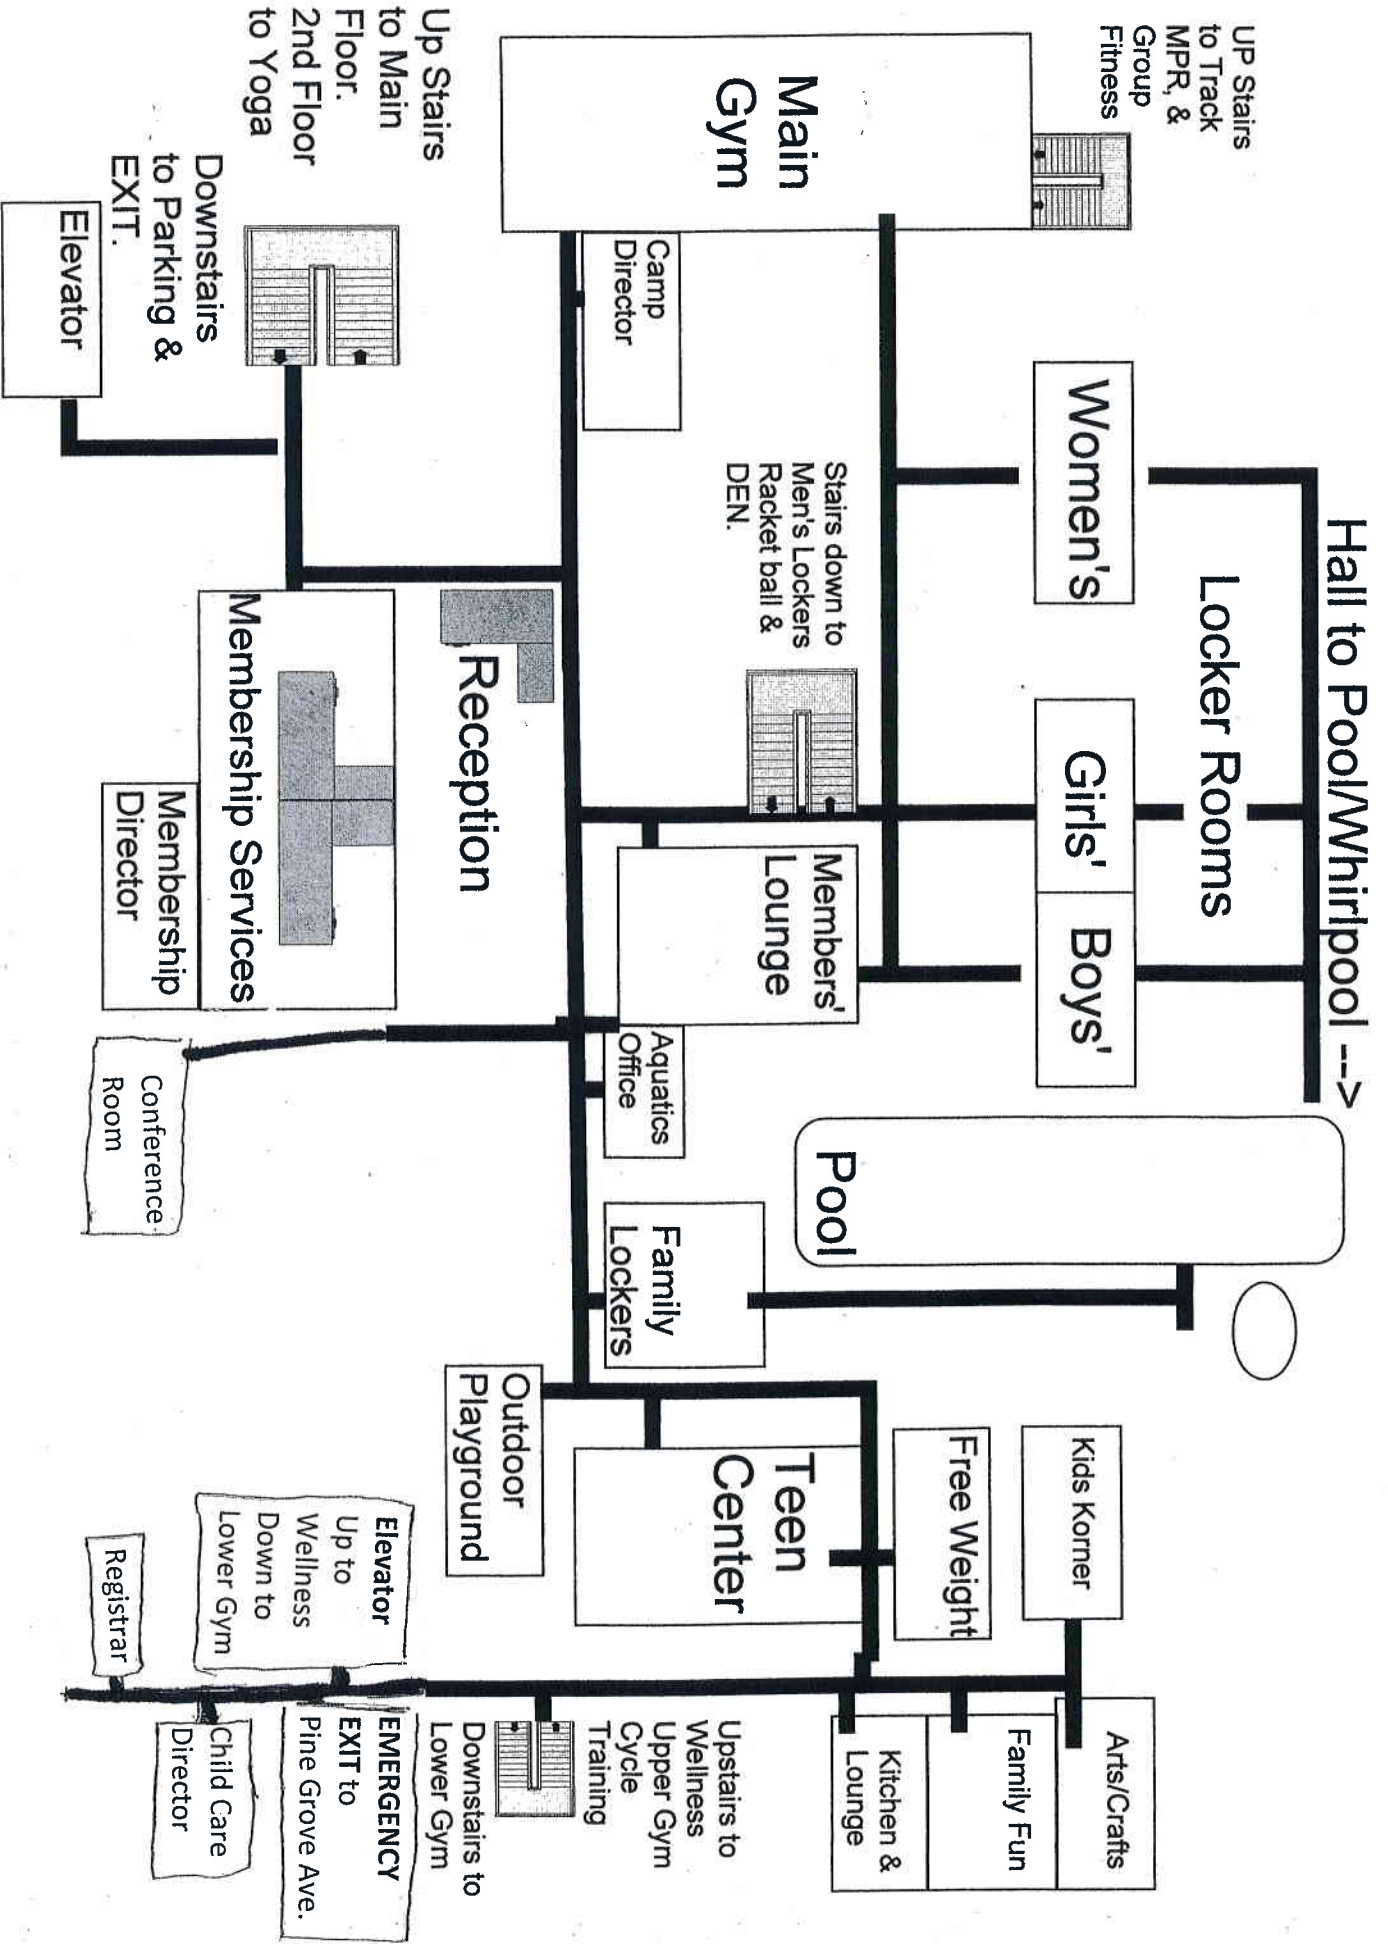 Hall to Pool/Whirlpool -->
UP Stairs
to Track
MPR, &
Group
Fitness
Main
Gym
Women's
Locker Rooms
Girls'
Boys'
Pool
Kids Korner
Arts/Crafts
Free Weight
Family Fun
Kitchen &
Lounge
Stairs down to
Men's Lockers
Racket ball &
DEN.
Members'
Lounge
Camp
Director
Aquatics
Office
Family
Lockers
Teen
Center
Upstairs to
Wellness
Upper Gym
Cycle
Training
Downstairs to
Lower Gym
Up Stairs
to Main
Floor.
2nd Floor
to Yoga
Reception
Outdoor
Playground
Downstairs
to Parking &
EXIT.
Elevator
Membership Services
Membership
Director
Conference
Room
Elevator
Up to
Wellness
Down to
Lower Gym
EMERGENCY
EXIT to
Pine Grove Ave.
Registrar
Child Care
Director